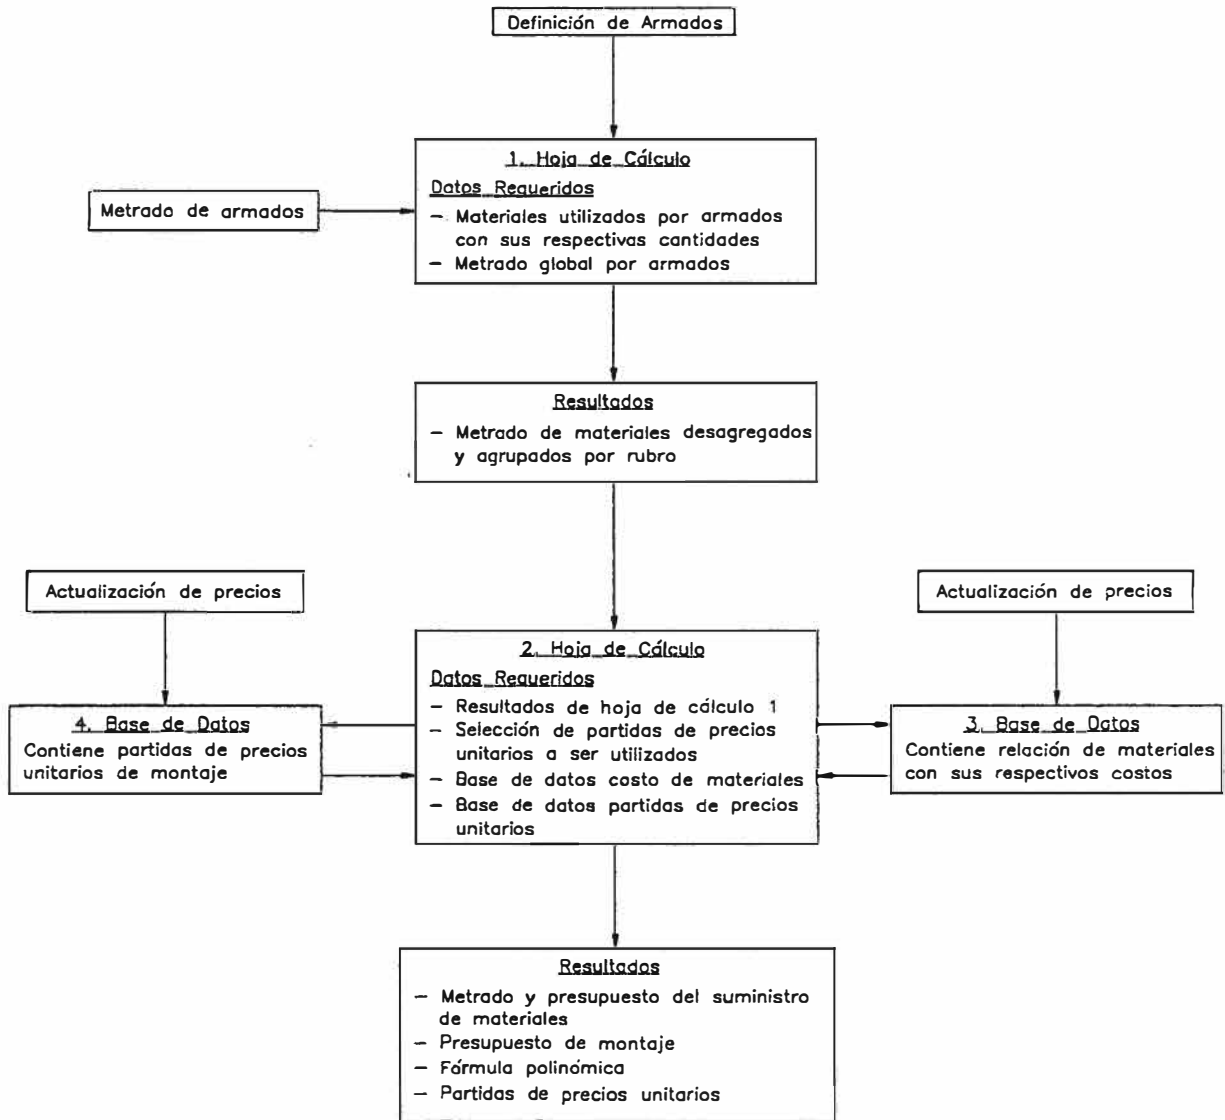 Definición de Armados
1. Hoja de Cálculo
Datos Requeridos
– Materiales utilizados por armados
con sus respectivas cantidades
– Metrado global por armados
Metrado de armados
Resultados
– Metrado de materiales desagregados
y agrupados por rubro
Actualización de precios
Actualización de precios
2. Hoja de Cálculo
Datos Requeridos
– Resultados de hoja de cálculo 1
– Selección de partidas de precios
unitarios a ser utilizados
– Base de datos costo de materiales
– Base de datos partidas de precios
unitarios
4. Base de Datos
Contiene partidas de precios
unitarios de montaje
3. Base de Datos
Contiene relación de materiales
con sus respectivos costos
Resultados
– Metrado y presupuesto del suministro
de materiales
– Presupuesto de montaje
– Fórmula polinómica
– Partidas de precios unitarios